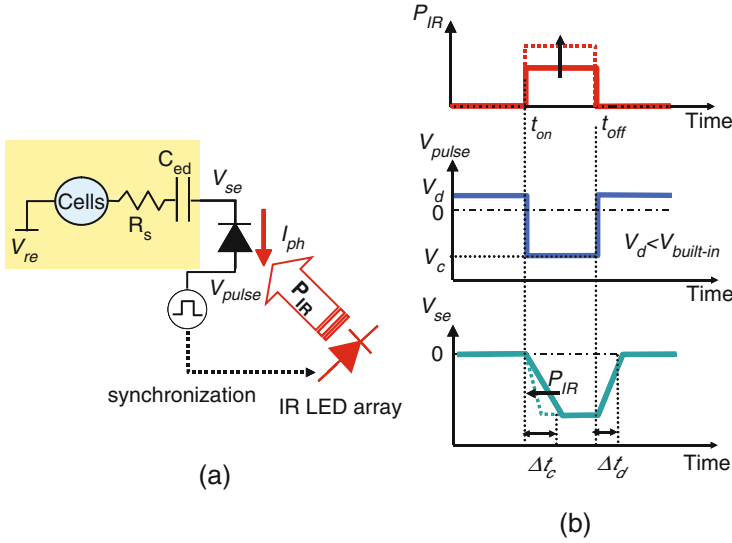 C_ed
V_se
Cells
R_s
I_ph
V_re
V_pulse
P_IR
synchronization
IR LED array
(a)
P_IR
Time
t_on
t_off
V_pulse
V_d
0
V_d<V_built-in
V_c
Time
V_se
0
P_IR
Time
Δt_c
Δt_d
(b)